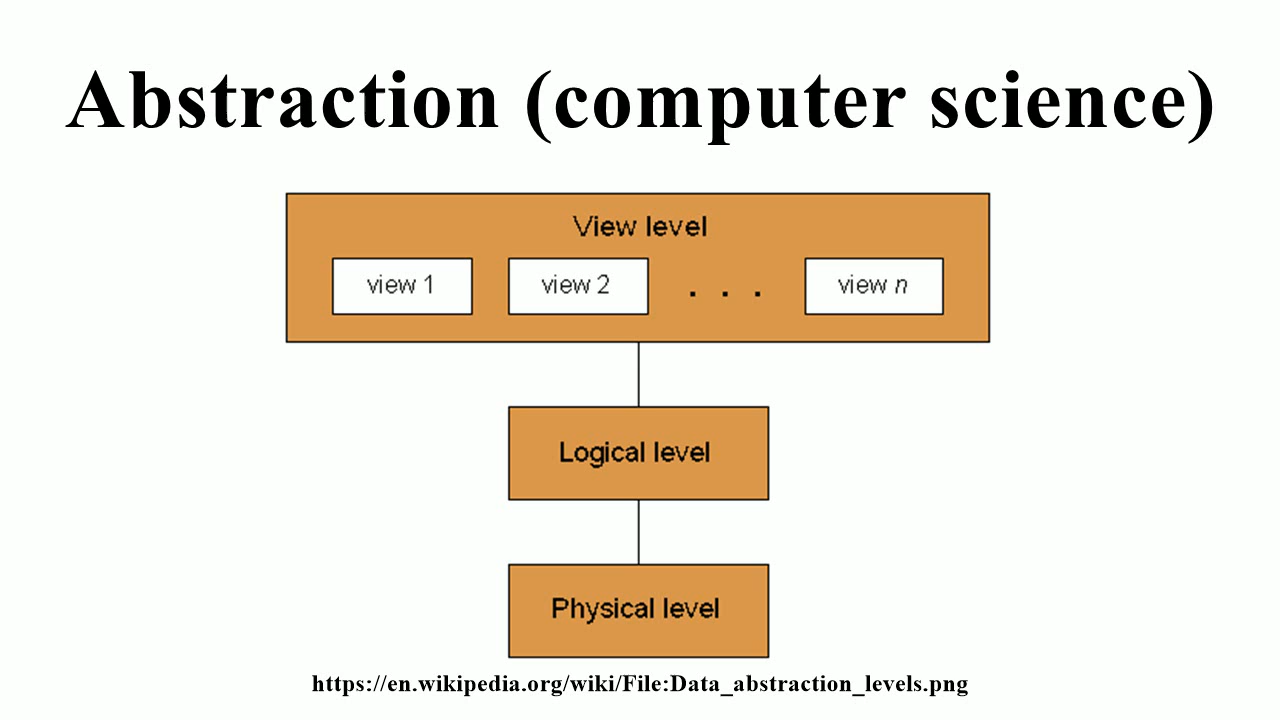 Abstraction (computer science)
View level
view 1
view 2
. . .
view n
Logical level
Physical level
https://en.wikipedia.org/wiki/File:Data_abstraction_levels.png